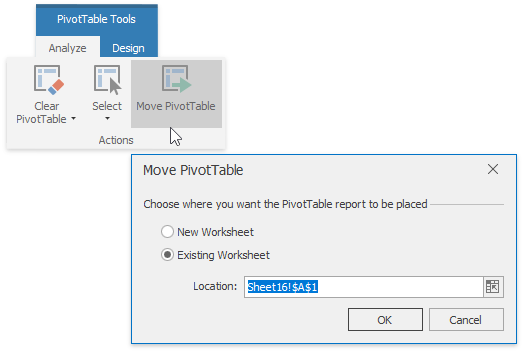 PivotTable Tools
Analyze Design
Clear PivotTable
Select
Move PivotTable
Actions
Move PivotTable
Choose where you want the PivotTable report to be placed
New Worksheet
Existing Worksheet
Location: Sheet16!$A$1
OK Cancel